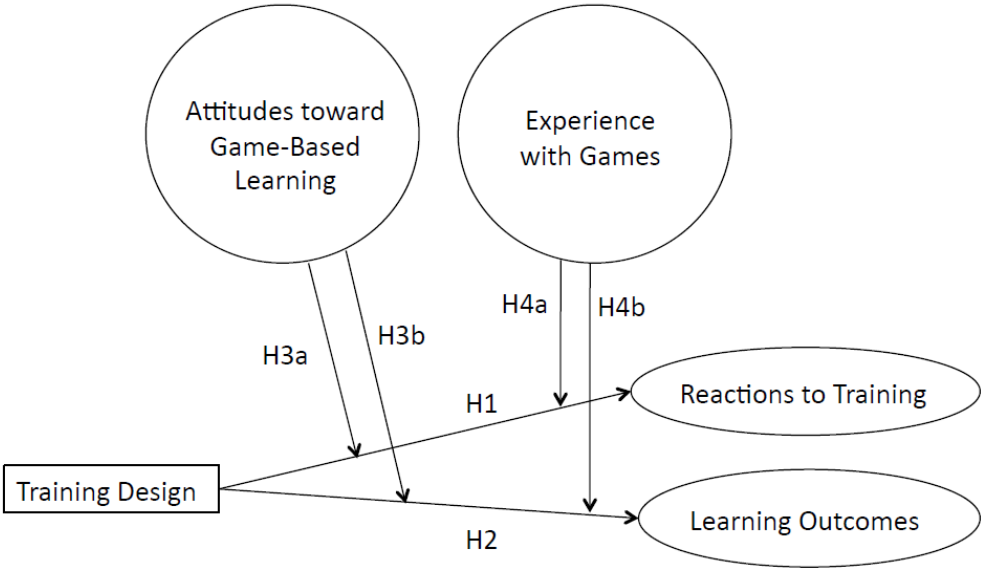 Attitudes toward
Game-Based
Learning
Experience
with Games
H3a
H3b
H4a
H4b
H1
Reactions to Training
Training Design
H2
Learning Outcomes